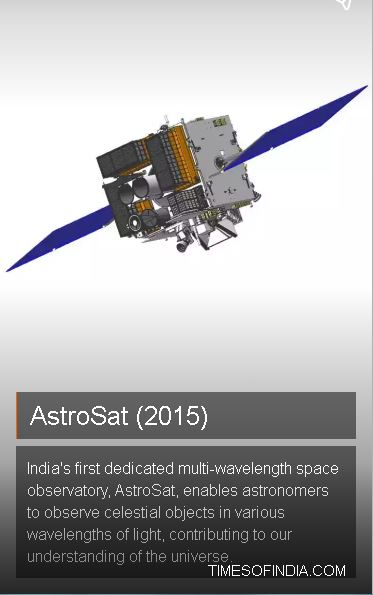 AstroSat (2015)
India's first dedicated multi-wavelength space
observatory, AstroSat, enables astronomers
to observe celestial objects in various
wavelengths of light, contributing to our
understanding of the universe.
TIMESOFINDIA.COM